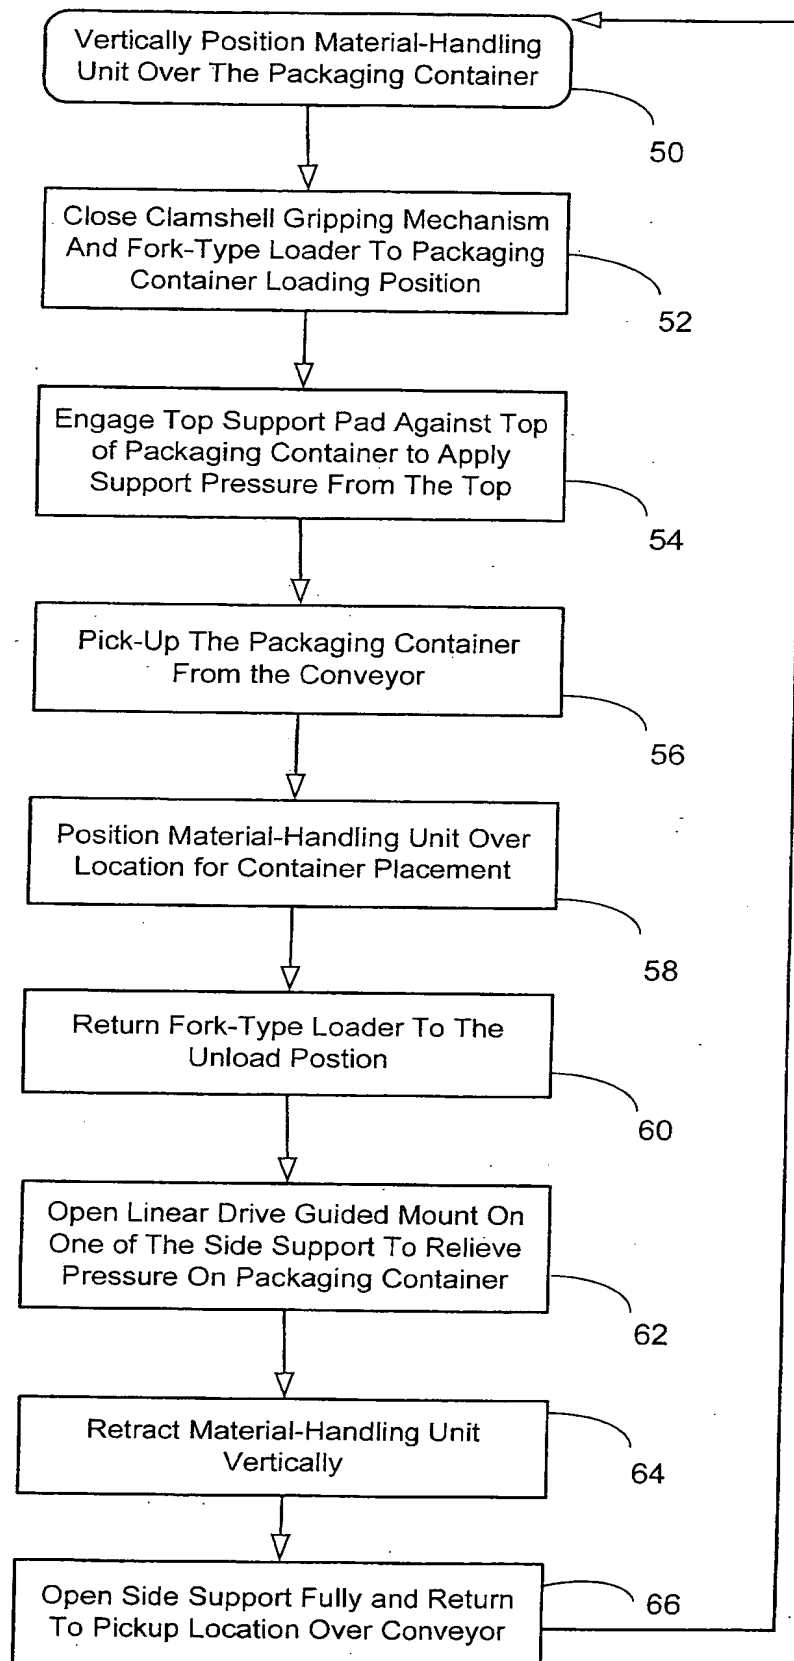 Vertically Position Material-Handling
Unit Over The Packaging Container
50
Close Clamshell Gripping Mechanism
And Fork-Type Loader To Packaging
Container Loading Position
52
Engage Top Support Pad Against Top
of Packaging Container to Apply
Support Pressure From The Top
54
Pick-Up The Packaging Container
From the Conveyor
56
Position Material-Handling Unit Over
Location for Container Placement
58
Return Fork-Type Loader To The
Unload Postion
60
Open Linear Drive Guided Mount On
One of The Side Support To Relieve
Pressure On Packaging Container
62
Retract Material-Handling Unit
Vertically
64
Open Side Support Fully and Return
To Pickup Location Over Conveyor
66